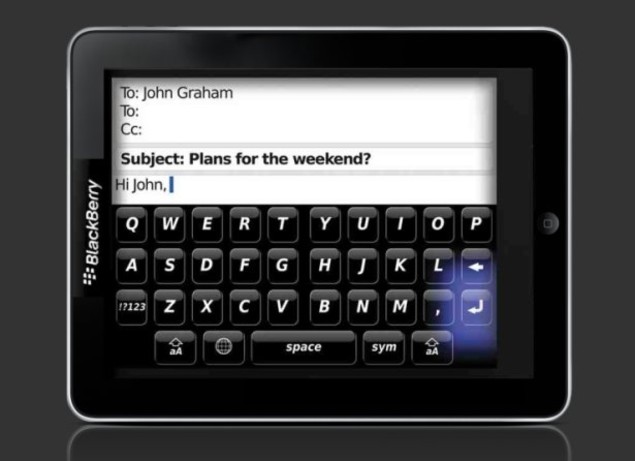 To: John Graham
To:
Cc:
Subject: Plans for the weekend?
Hi John,
BlackBerry
Q W E R T Y U I O P
A S D F G H J K L
!?123 Z X C V B N M ,
aA space sym aA